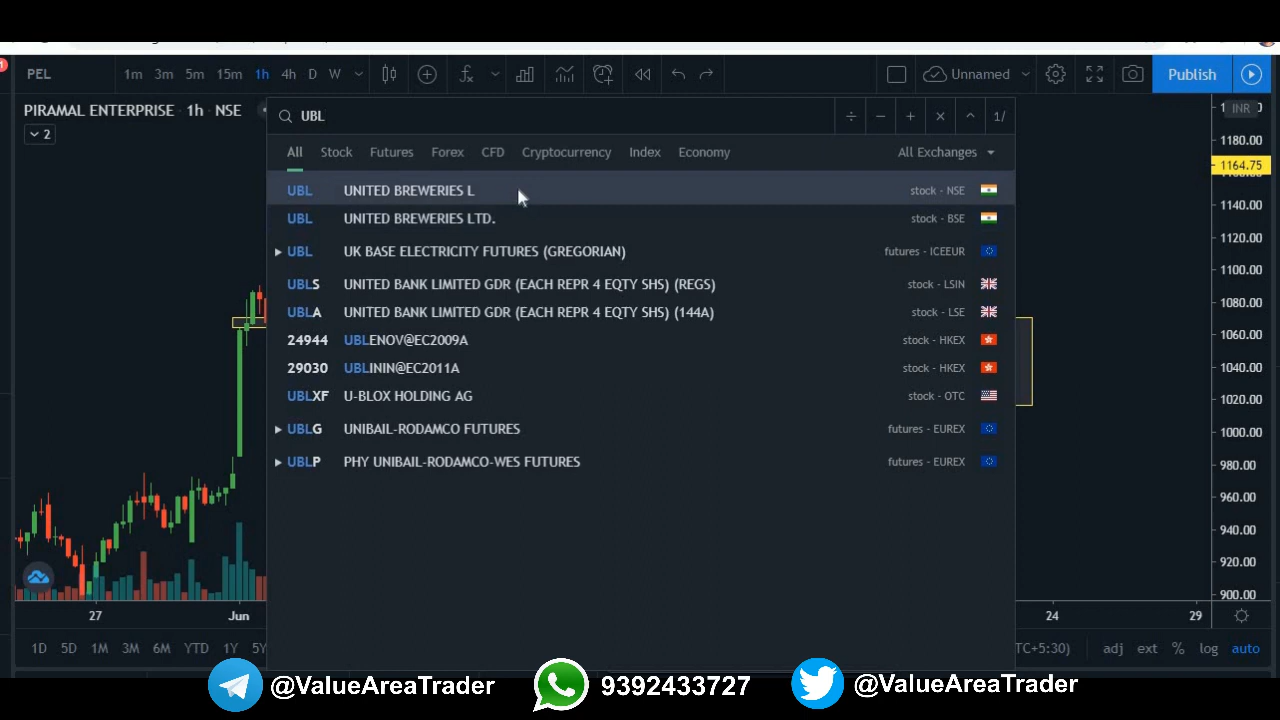 PEL 1m 3m 5m 15m 1h 4h D W Unnamed Publish
PIRAMAL ENTERPRISE 1h NSE
2
UBL 1/
All Stock Futures Forex CFD Cryptocurrency Index Economy All Exchanges
UBL UNITED BREWERIES L stock - NSE
UBL UNITED BREWERIES LTD. stock - BSE
UBL UK BASE ELECTRICITY FUTURES (GREGORIAN) futures - ICEEUR
UBLS UNITED BANK LIMITED GDR (EACH REPR 4 EQTY SHS) (REGS) stock - LSIN
UBLA UNITED BANK LIMITED GDR (EACH REPR 4 EQTY SHS) (144A) stock - LSE
24944 UBLENOV@EC2009A stock - HKEX
29030 UBLININ@EC2011A stock - HKEX
UBLXF U-BLOX HOLDING AG stock - OTC
UBLG UNIBAIL-RODAMCO FUTURES futures - EUREX
UBLP PHY UNIBAIL-RODAMCO-WES FUTURES futures - EUREX
INR
1180.00
1164.75
1140.00
1120.00
1100.00
1080.00
1060.00
1040.00
1020.00
1000.00
980.00
960.00
940.00
920.00
900.00
27 Jun 24 29
1D 5D 1M 3M 6M YTD 1Y 5Y TC+5:30) adj ext % log auto
@ValueAreaTrader 9392433727 @ValueAreaTrader